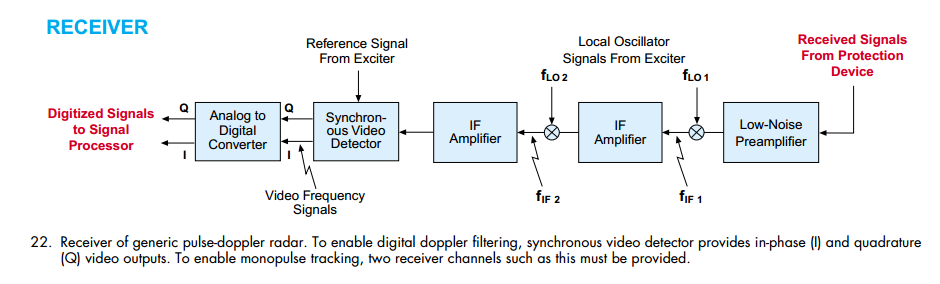 RECEIVER
Reference Signal
From Exciter
Local Oscillator
Signals From Exciter
fLO 2
fLO 1
Received Signals
From Protection
Device
Digitized Signals
to Signal
Processor
Q
I
Analog to
Digital
Converter
Q
I
Synchron-
ous Video
Detector
IF
Amplifier
IF
Amplifier
Low-Noise
Preamplifier
Video Frequency
Signals
fIF 2
fIF 1
22. Receiver of generic pulse-doppler radar. To enable digital doppler filtering, synchronous video detector provides in-phase (I) and quadrature
(Q) video outputs. To enable monopulse tracking, two receiver channels such as this must be provided.